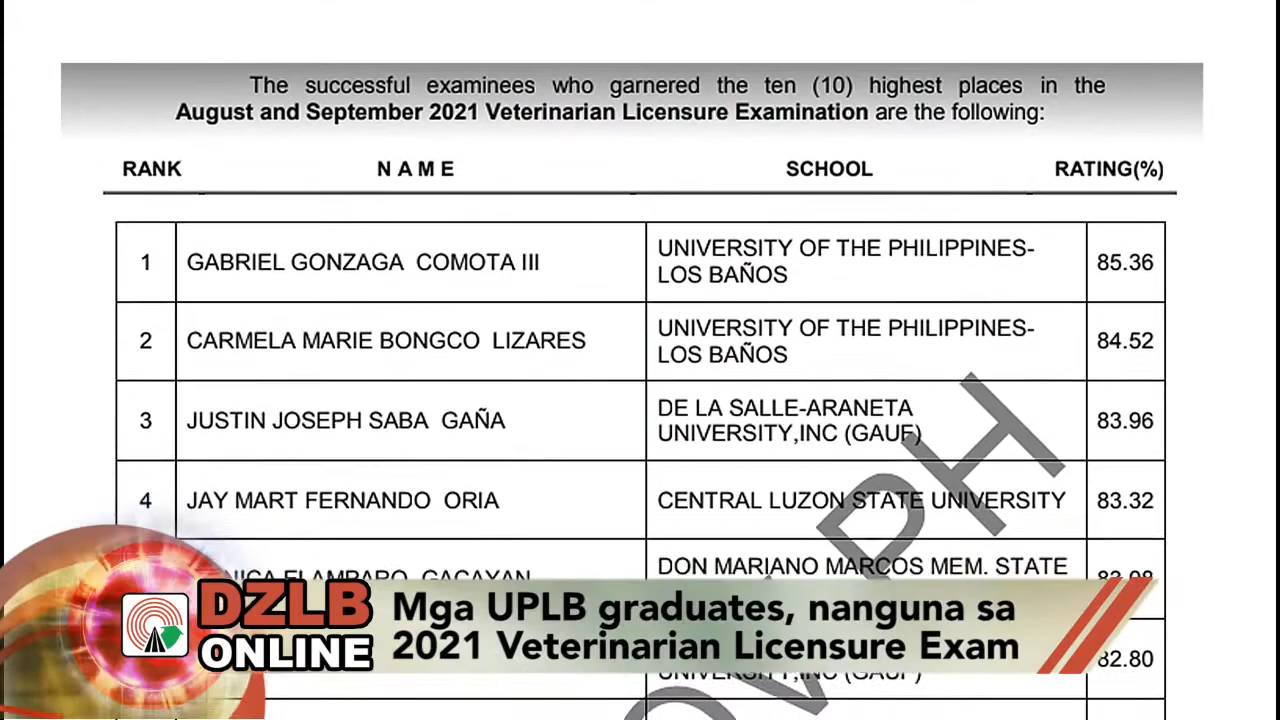 The successful examinees who garnered the ten (10) highest places in the
August and September 2021 Veterinarian Licensure Examination are the following:
RANK NAME SCHOOL RATING(%)
1 GABRIEL GONZAGA COMOTA III UNIVERSITY OF THE PHILIPPINES-
LOS BAÑOS 85.36
2 CARMELA MARIE BONGCO LIZARES UNIVERSITY OF THE PHILIPPINES-
LOS BAÑOS 84.52
3 JUSTIN JOSEPH SABA GAÑA DE LA SALLE-ARANETA
UNIVERSITY,INC (GAUF) 83.96
4 JAY MART FERNANDO ORIA CENTRAL LUZON STATE UNIVERSITY 83.32
GACAYAN DON MARIANO MARCOS MEM. STATE
UNIVERSITY,INC (GAUF) 82.80
PH
DZLB
ONLINE
Mga UPLB graduates, nanguna sa
2021 Veterinarian Licensure Exam